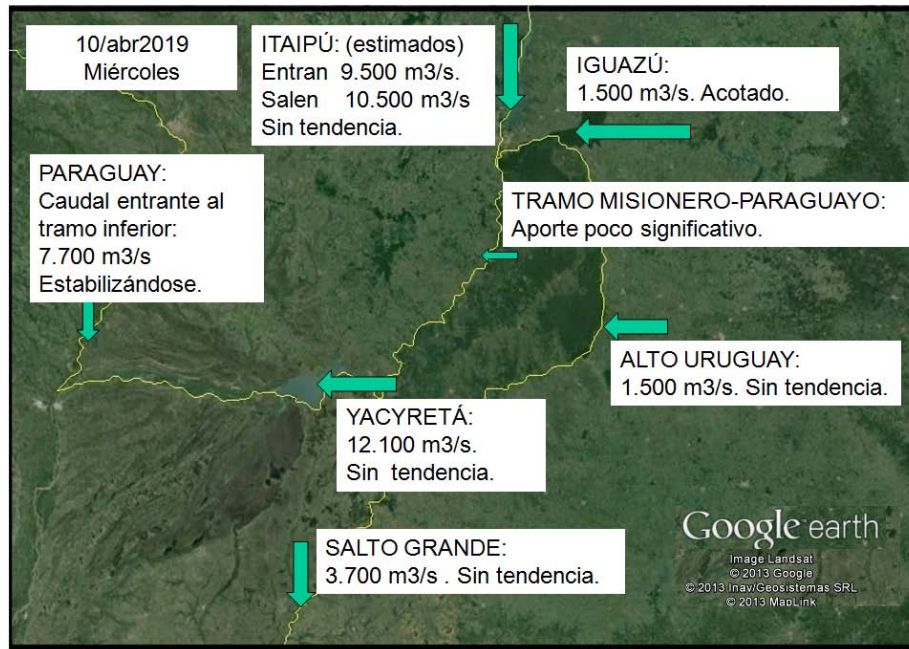 10/abr2019
Miércoles
ITAIPÚ: (estimados)
Entran 9.500 m3/s.
Salen 10.500 m3/s
Sin tendencia.
IGUAZÚ:
1.500 m3/s. Acotado.
PARAGUAY:
Caudal entrante al
tramo inferior:
7.700 m3/s
Estabilizándose.
TRAMO MISIONERO-PARAGUAYO:
Aporte poco significativo.
ALTO URUGUAY:
1.500 m3/s. Sin tendencia.
YACYRETÁ:
12.100 m3/s.
Sin tendencia.
SALTO GRANDE:
3.700 m3/s . Sin tendencia.
Google earth
Image Landsat
© 2013 Google
© 2013 Inav/Geosistemas SRL
© 2013 MapLink